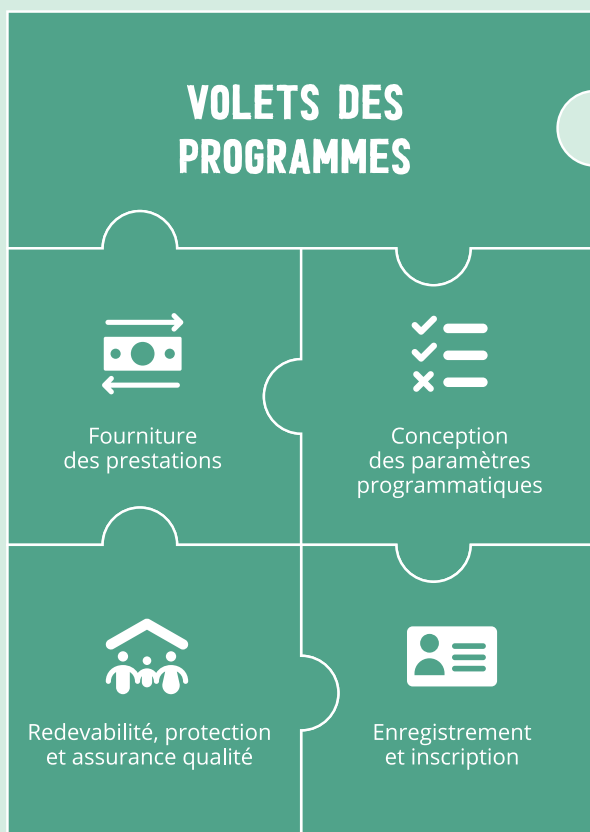 VOLETS DES
PROGRAMMES
Fourniture
des prestations
Conception
des paramètres
programmatiques
Redevabilité, protection
et assurance qualité
Enregistrement
et inscription